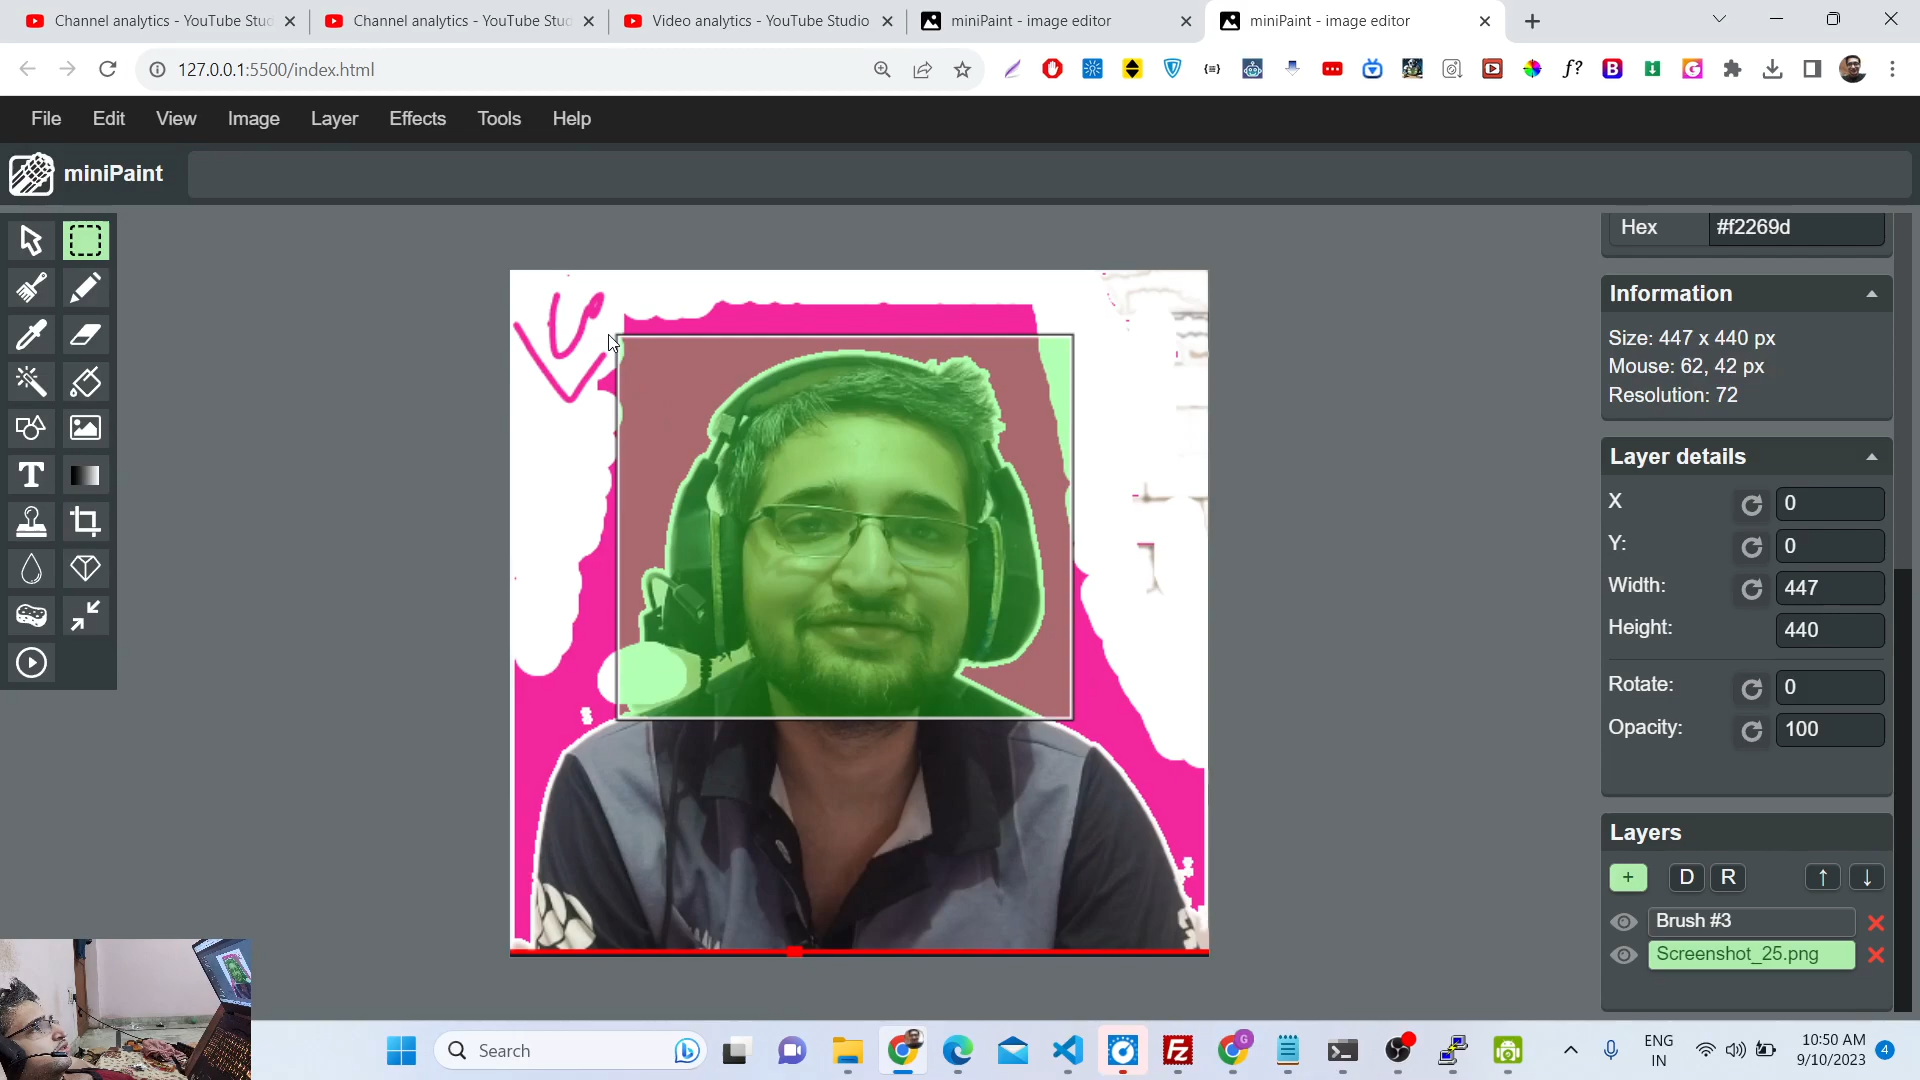 Channel analytics - YouTube Stu
Channel analytics - YouTube Stu
Video analytics - YouTube Studio
miniPaint - image editor
miniPaint - image editor
127.0.0.1:5500/index.html
File Edit View Image Layer Effects Tools Help
miniPaint
Hex #f2269d
Information
Size: 447 x 440 px
Mouse: 62, 42 px
Resolution: 72
Layer details
X 0
Y: 0
Width: 447
Height: 440
Rotate: 0
Opacity: 100
Layers
+ D R ↑ ↓
Brush #3
Screenshot_25.png
T
Search
ENG
IN
10:50 AM
9/10/2023
4